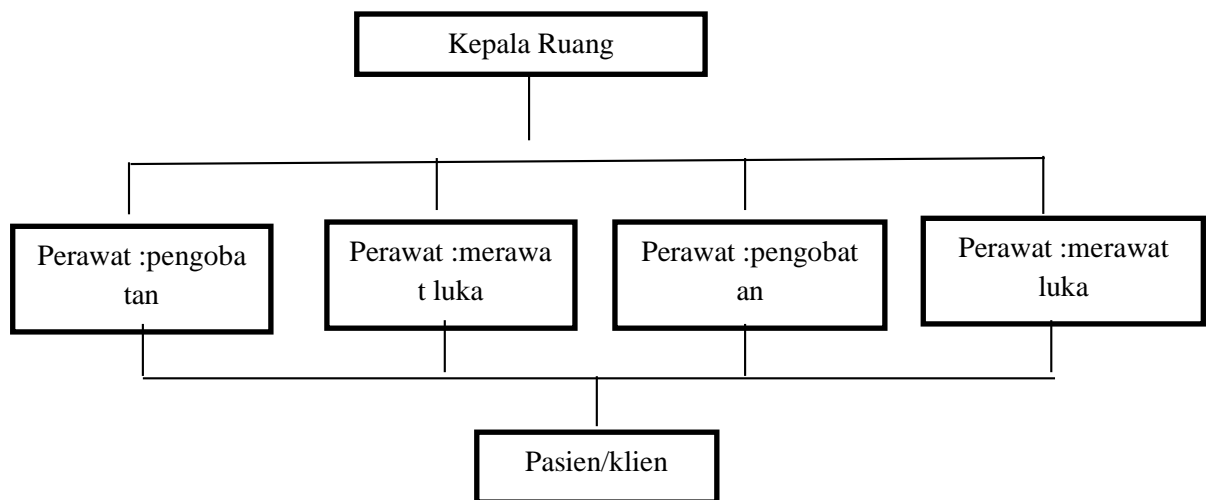 Kepala Ruang
Perawat :pengoba
tan
Perawat :merawa
t luka
Perawat :pengobat
an
Perawat :merawat
luka
Pasien/klien